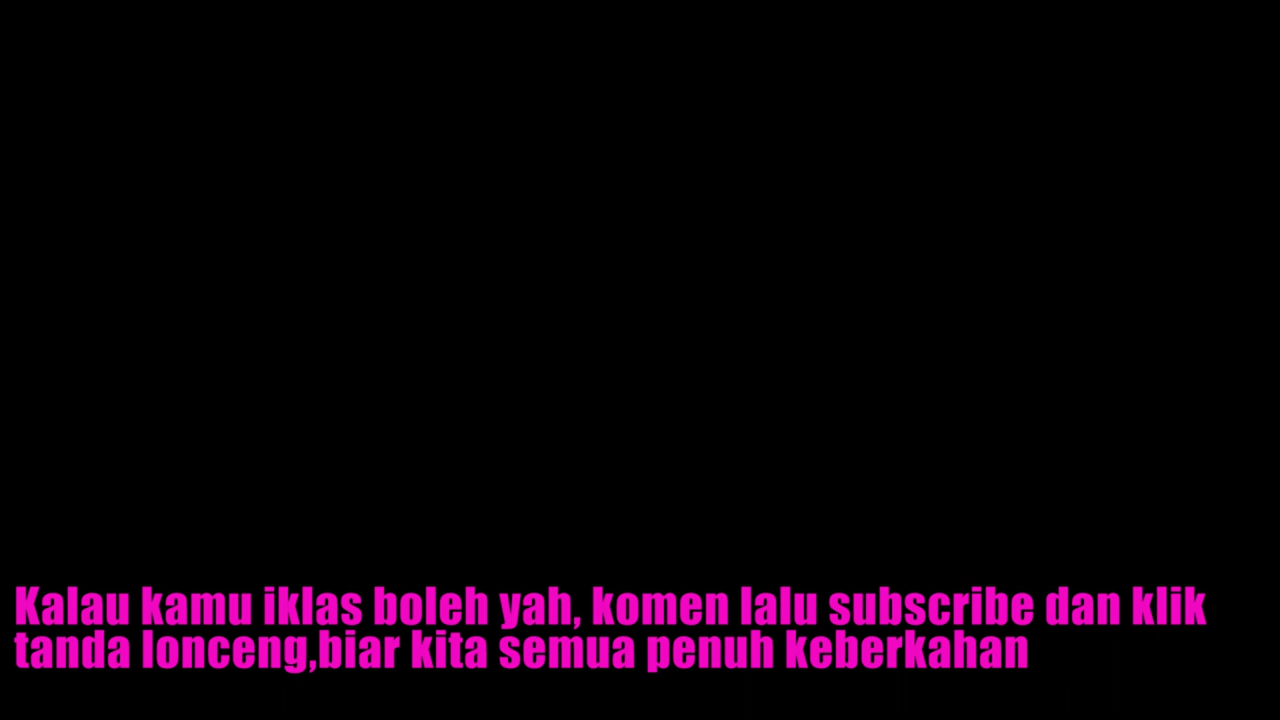 Kalau kamu iklas boleh yah, komen lalu subscribe dan klik
tanda lonceng,biar kita semua penuh keberkahan